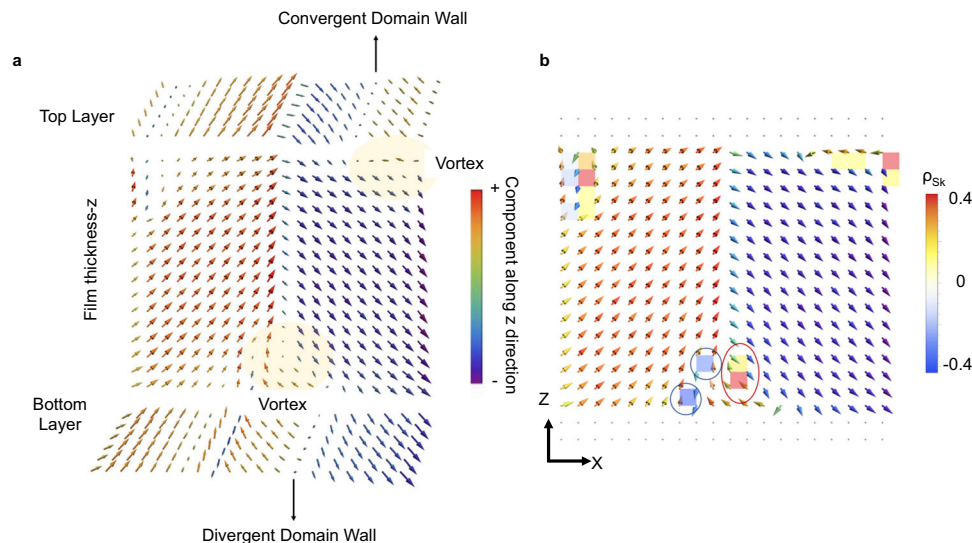 Convergent Domain Wall
a
b
Top Layer
Vortex
Film thickness-z
+
Component along z direction
-
Bottom
Layer
Vortex
Divergent Domain Wall
ρSk
0.4
0
-0.4
Z
X